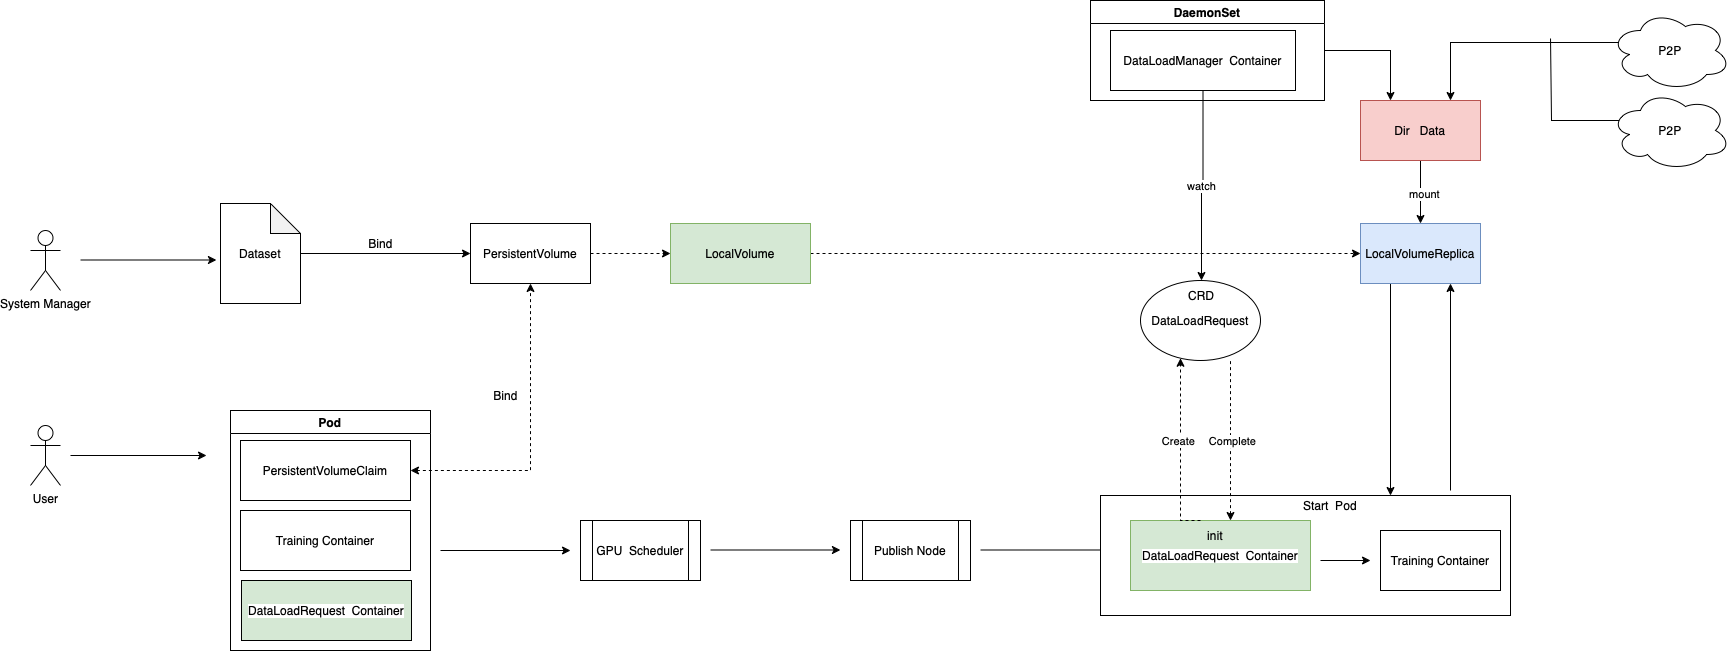 DaemonSet
DataLoadManager Container
P2P
P2P
Dir Data
watch
mount
System Manager
Dataset
Bind
PersistentVolume
LocalVolume
LocalVolumeReplica
CRD
DataLoadRequest
Bind
Create
Complete
User
Pod
PersistentVolumeClaim
Training Container
DataLoadRequest Container
GPU Scheduler
Publish Node
Start Pod
init
DataLoadRequest Container
Training Container